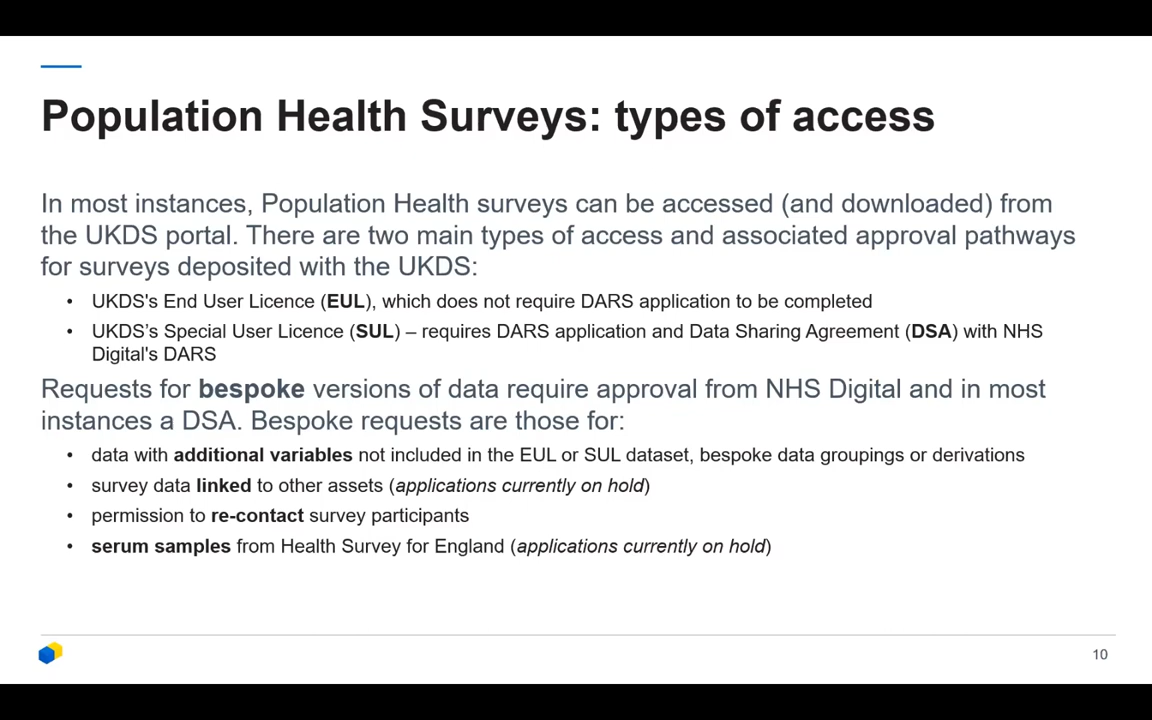 Population Health Surveys: types of access
In most instances, Population Health surveys can be accessed (and downloaded) from
the UKDS portal. There are two main types of access and associated approval pathways
for surveys deposited with the UKDS:
• UKDS's End User Licence (EUL), which does not require DARS application to be completed
• UKDS’s Special User Licence (SUL) – requires DARS application and Data Sharing Agreement (DSA) with NHS
Digital's DARS
Requests for bespoke versions of data require approval from NHS Digital and in most
instances a DSA. Bespoke requests are those for:
• data with additional variables not included in the EUL or SUL dataset, bespoke data groupings or derivations
• survey data linked to other assets (applications currently on hold)
• permission to re-contact survey participants
• serum samples from Health Survey for England (applications currently on hold)
10